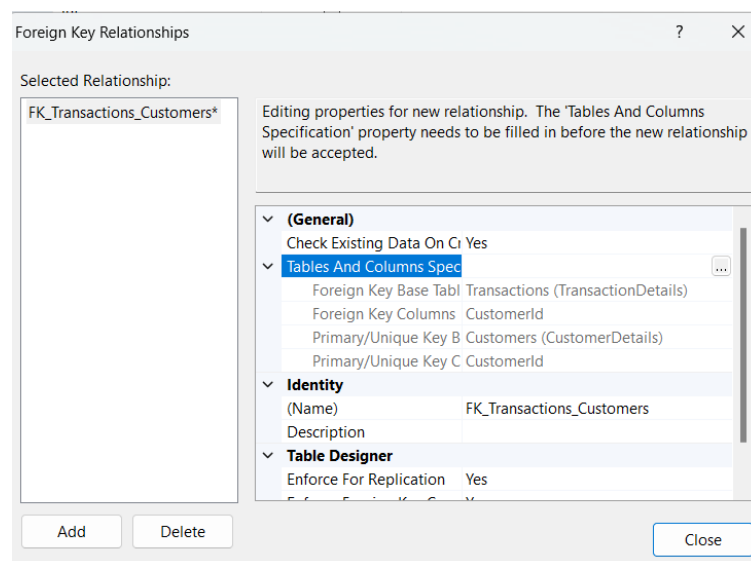 Foreign Key Relationships
?
Selected Relationship:
FK_Transactions_Customers*
Editing properties for new relationship. The 'Tables And Columns
Specification' property needs to be filled in before the new relationship
will be accepted.
(General)
Check Existing Data On Cr Yes
Tables And Columns Spec ...
Foreign Key Base Tabl Transactions (TransactionDetails)
Foreign Key Columns CustomerId
Primary/Unique Key B Customers (CustomerDetails)
Primary/Unique Key C CustomerId
Identity
(Name) FK_Transactions_Customers
Description
Table Designer
Enforce For Replication Yes
Add
Delete
Close